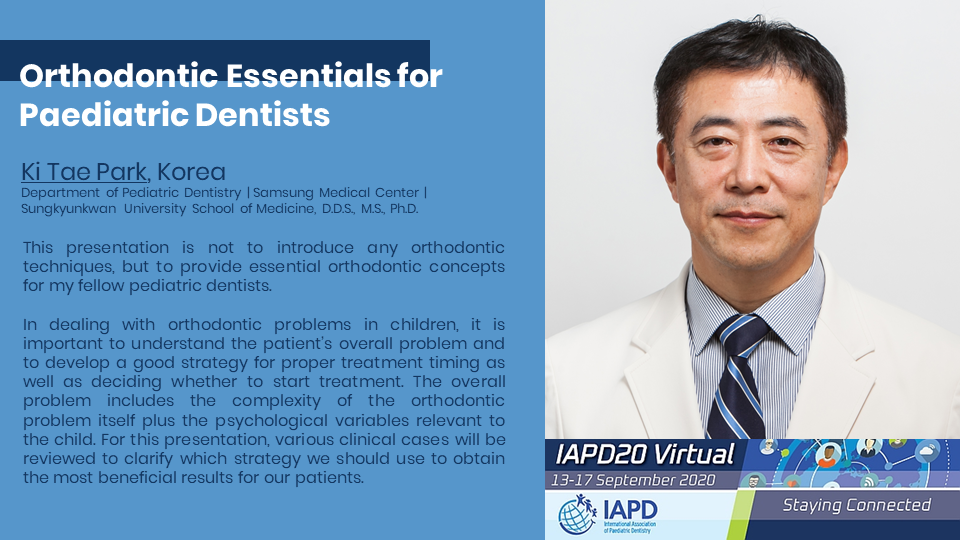 Orthodontic Essentials for
Paediatric Dentists
Ki Tae Park, Korea
Department of Pediatric Dentistry | Samsung Medical Center |
Sungkyunkwan University School of Medicine, D.D.S., M.S., Ph.D.
This presentation is not to introduce any orthodontic
techniques, but to provide essential orthodontic concepts
for my fellow pediatric dentists.
In dealing with orthodontic problems in children, it is
important to understand the patient's overall problem and
to develop a good strategy for proper treatment timing as
well as deciding whether to start treatment. The overall
problem includes the complexity of the orthodontic
problem itself plus the psychological variables relevant to
the child. For this presentation, various clinical cases will be
reviewed to clarify which strategy we should use to obtain
the most beneficial results for our patients.
IAPD20 Virtual
13-17 September 2020
IAPD
International Association
of Paediatric Dentistry
Staying Connected